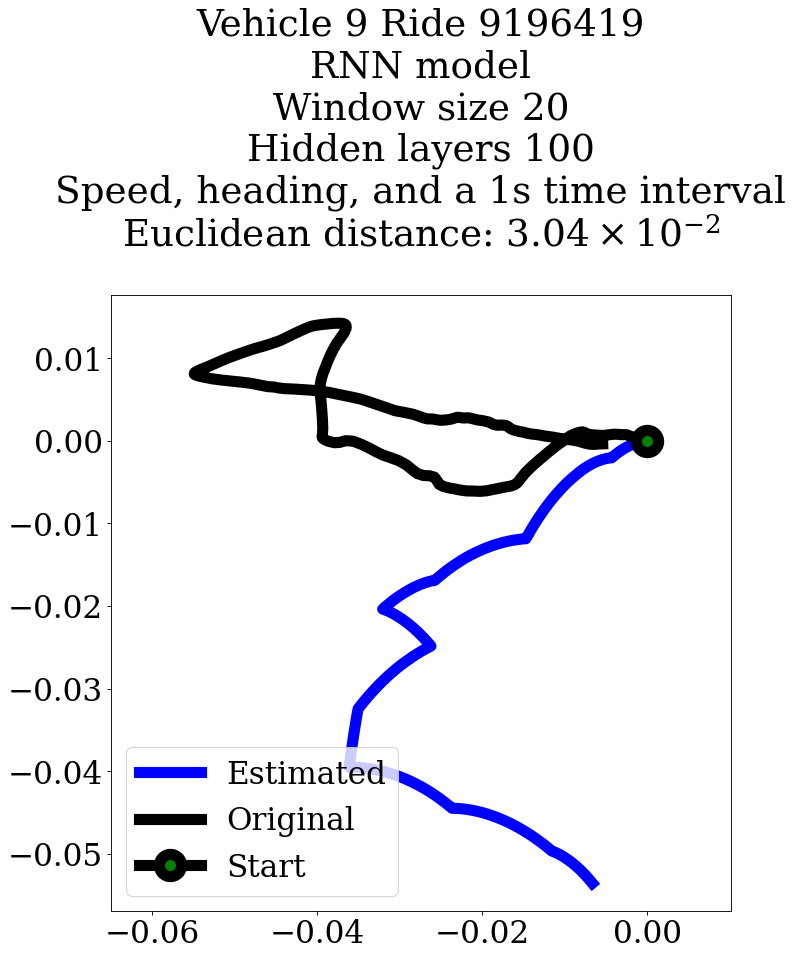 Vehicle 9 Ride 9196419
RNN model
Window size 20
Hidden layers 100
Speed, heading, and a 1s time interval
Euclidean distance: 3.04 × 10⁻²
0.01
0.00
−0.01
−0.02
−0.03
−0.04
−0.05
Estimated
Original
Start
−0.06 −0.04 −0.02 0.00